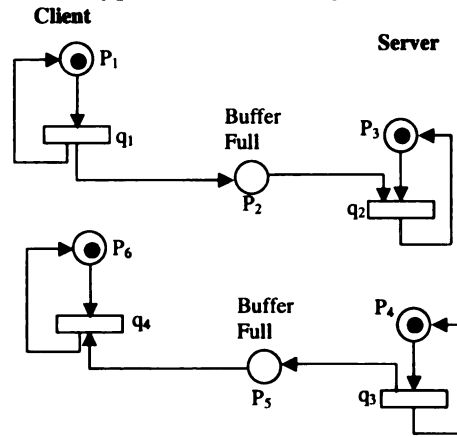 Client
Server
P1
P3
Buffer
Full
q1
P2
q2
P6
P4
Buffer
Full
q4
P5
q3